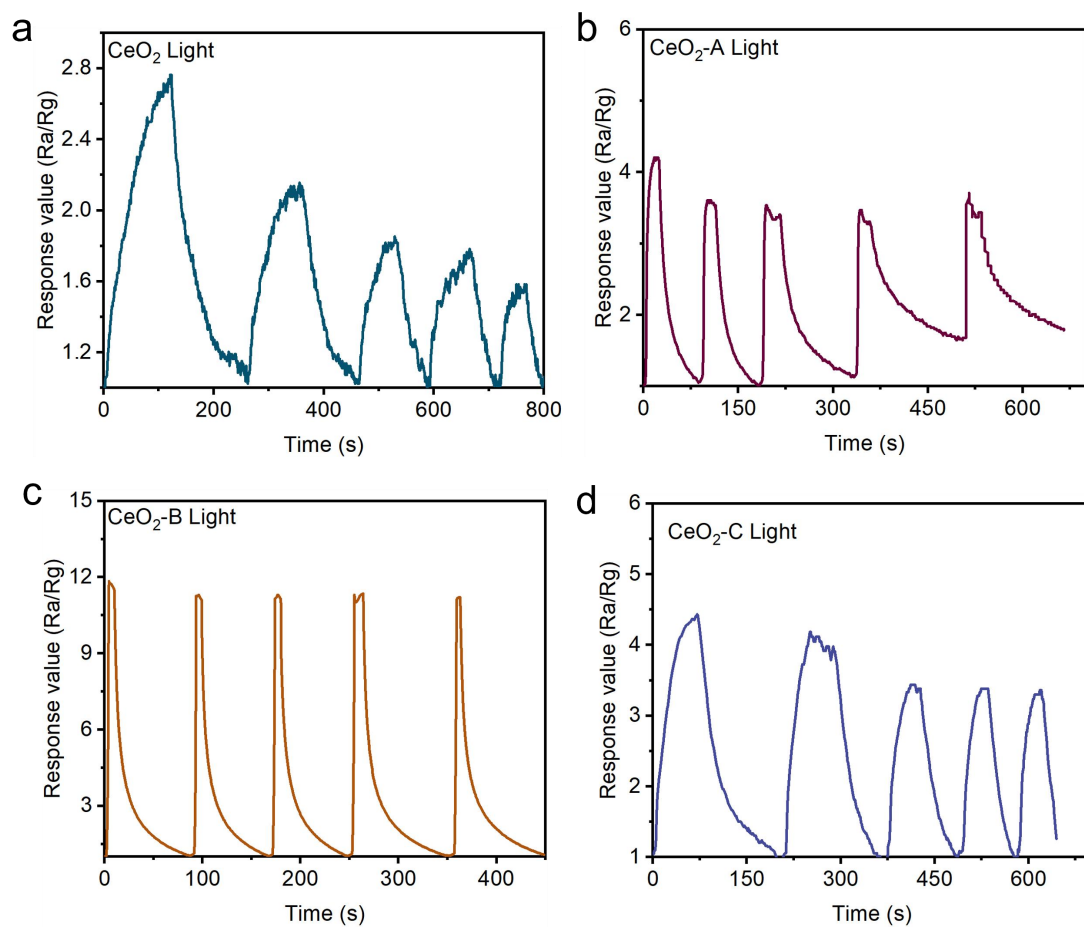 a
CeO₂ Light
Response value (Ra/Rg)
2.8
2.4
2.0
1.6
1.2
0 200 400 600 800
Time (s)
b
CeO₂-A Light
Response value (Ra/Rg)
6
4
2
0 150 300 450 600
Time (s)
c
CeO₂-B Light
Response value (Ra/Rg)
15
12
9
6
3
0 100 200 300 400
Time (s)
d
CeO₂-C Light
Response value (Ra/Rg)
6
5
4
3
2
1
0 150 300 450 600
Time (s)